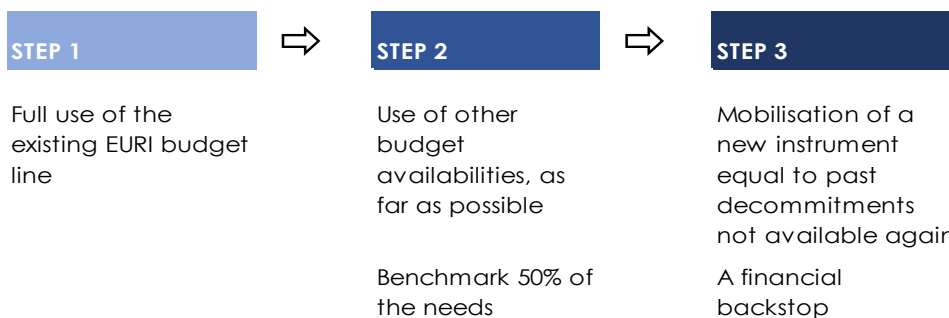 STEP 1
Full use of the
existing EURI budget
line
STEP 2
Use of other
budget
availabilities, as
far as possible
Benchmark 50% of
the needs
STEP 3
Mobilisation of a
new instrument
equal to past
decommitments
not available again
A financial
backstop